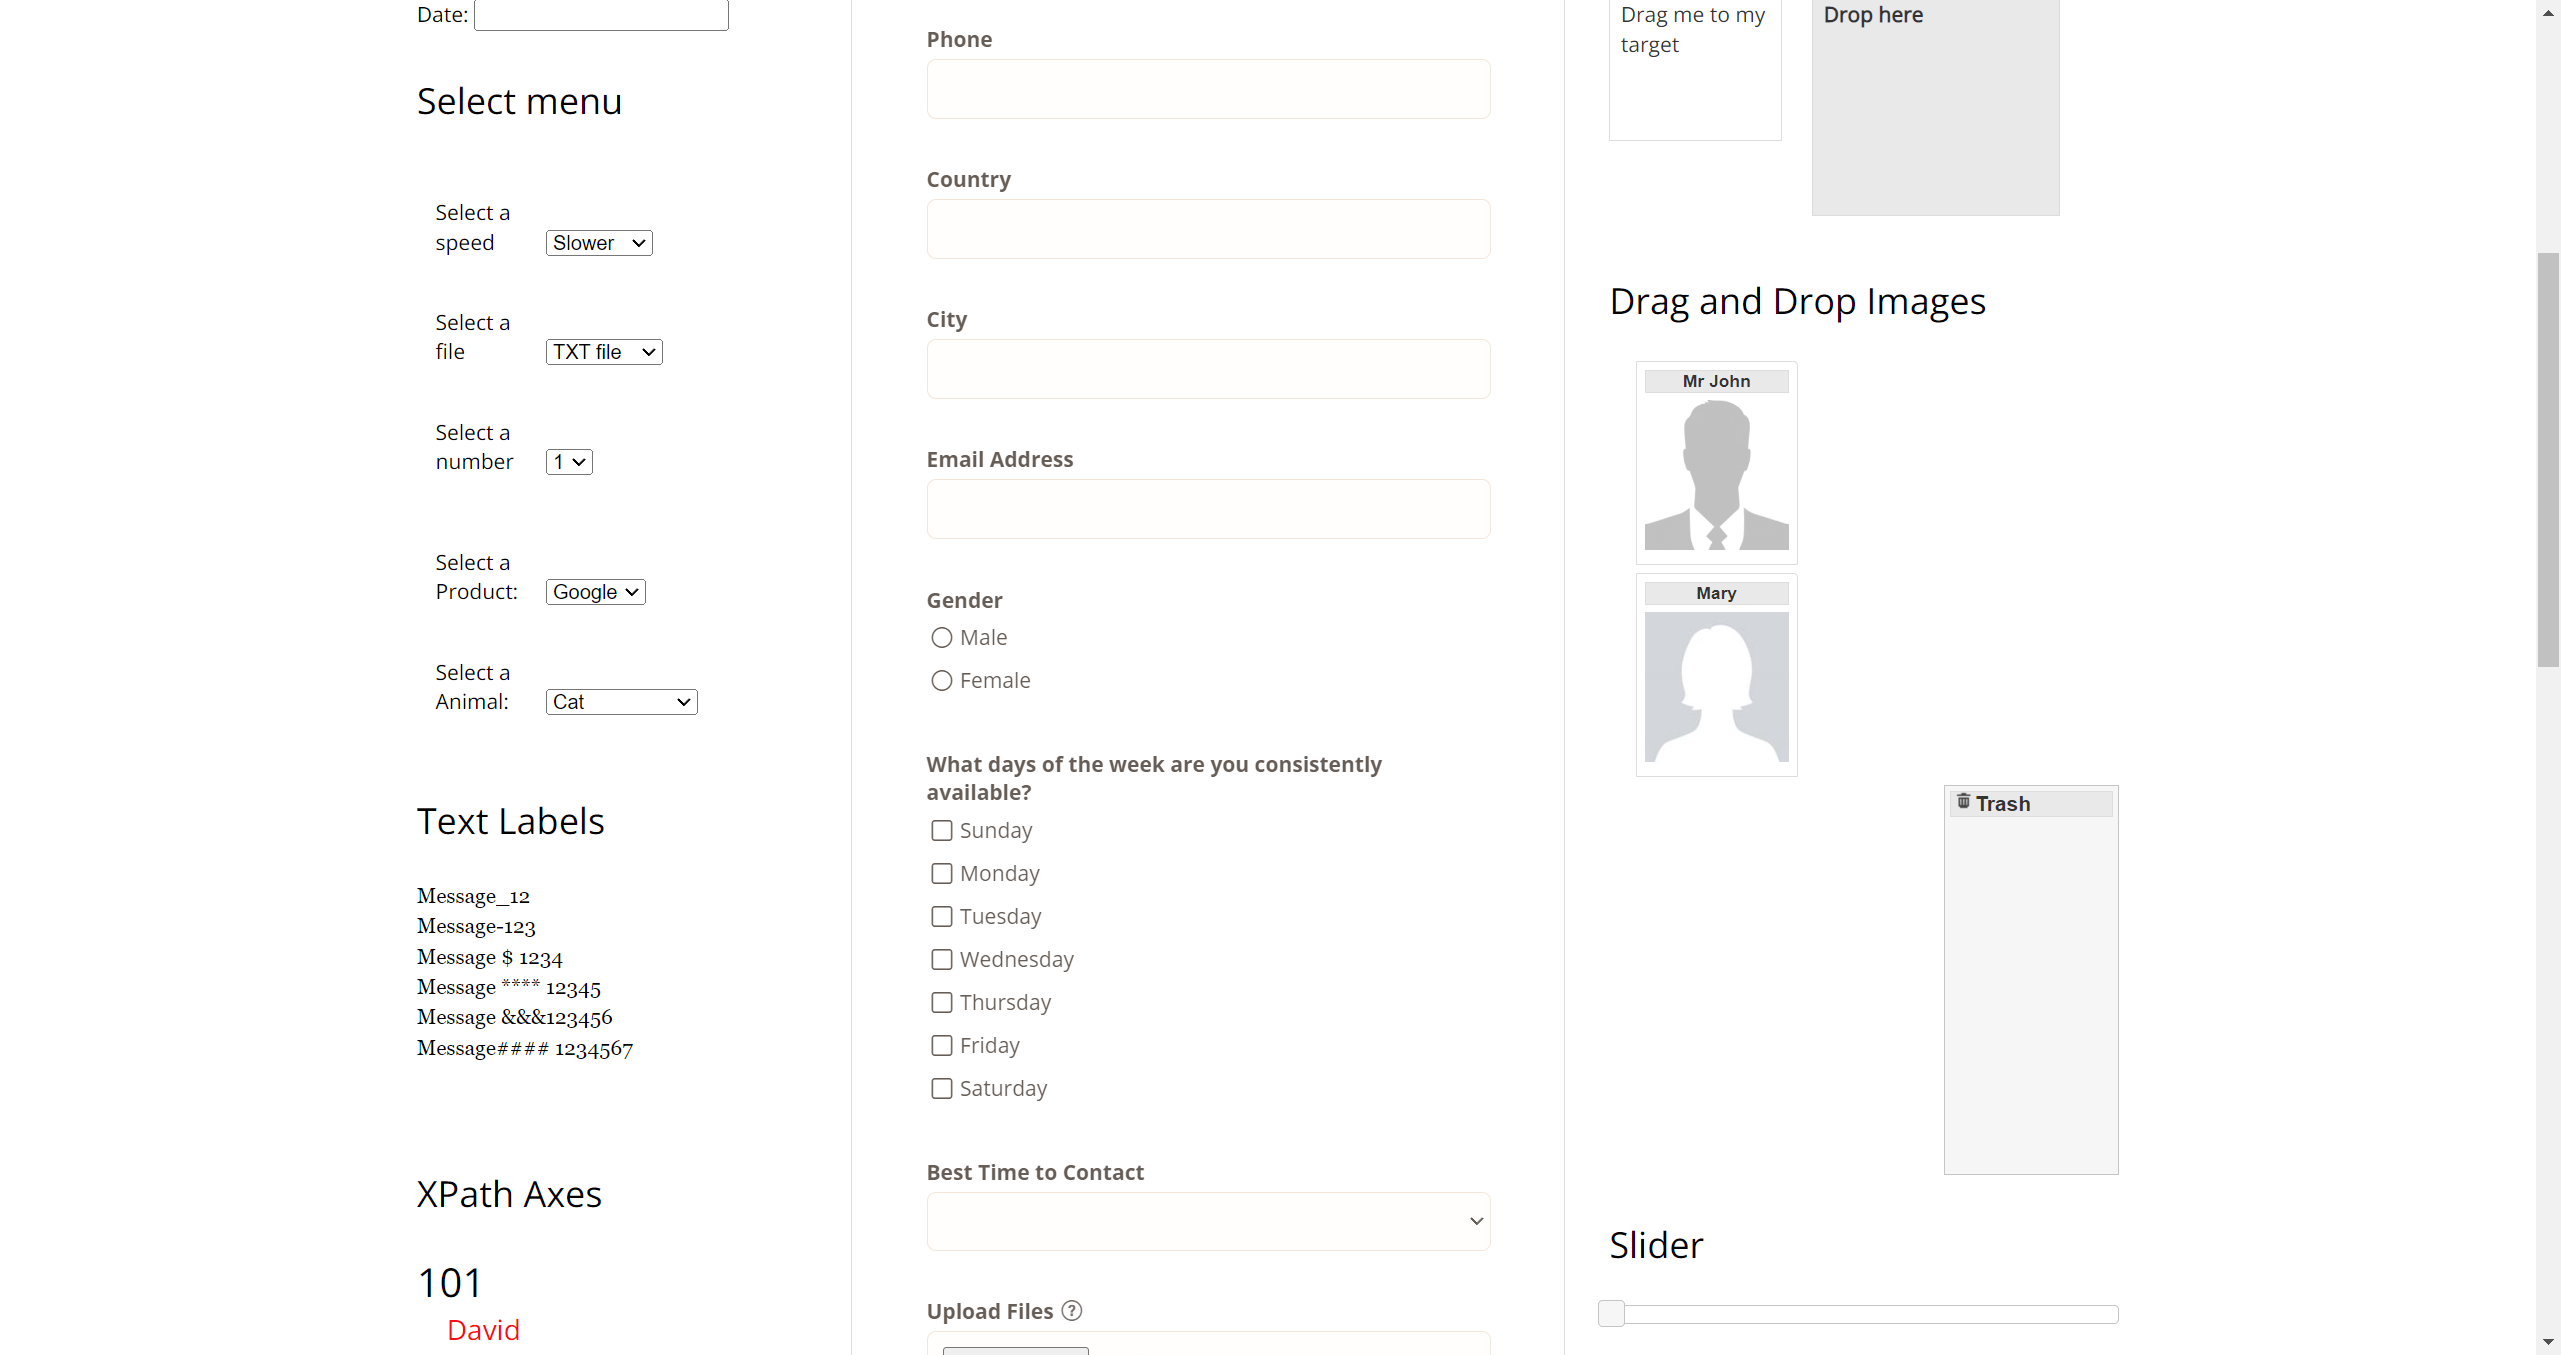 Date:
Select menu
Select a
speed
Slower
Select a
file
TXT file
Select a
number
1
Select a
Product:
Google
Select a
Animal:
Cat
Text Labels
Message_12
Message-123
Message $ 1234
Message **** 12345
Message &&&123456
Message#### 1234567
XPath Axes
101
David
Phone
Country
City
Email Address
Gender
Male
Female
What days of the week are you consistently
available?
Sunday
Monday
Tuesday
Wednesday
Thursday
Friday
Saturday
Best Time to Contact
Upload Files ?
Drag me to my
target
Drop here
Drag and Drop Images
Mr John
Mary
Trash
Slider